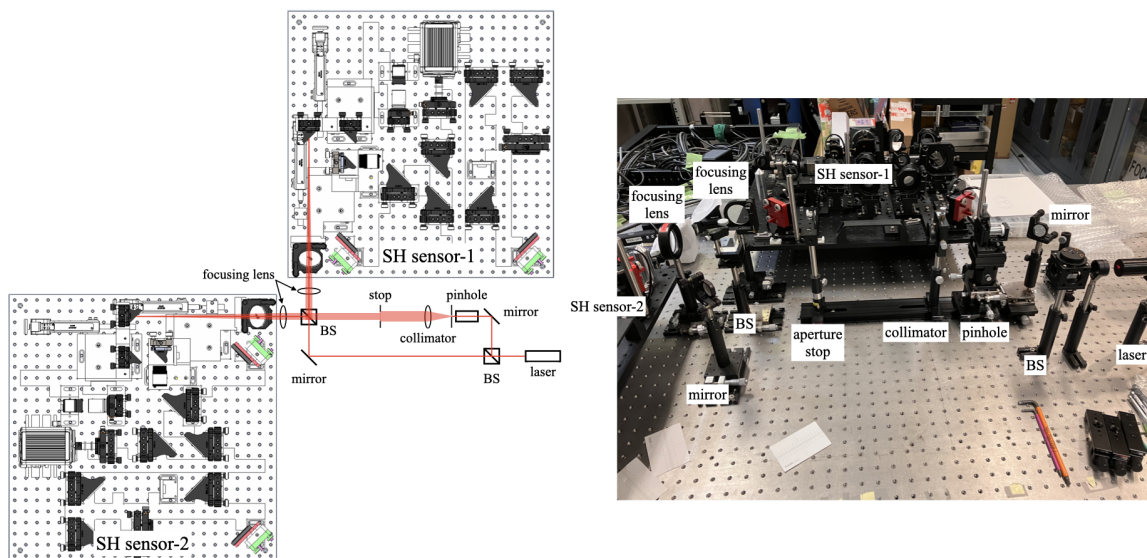 SH sensor-1
focusing lens
stop
pinhole
mirror
BS
collimator
mirror
BS
laser
SH sensor-2
focusing
lens
SH sensor-1
focusing
lens
mirror
SH sensor-2
BS
aperture
stop
collimator
pinhole
BS
laser
mirror